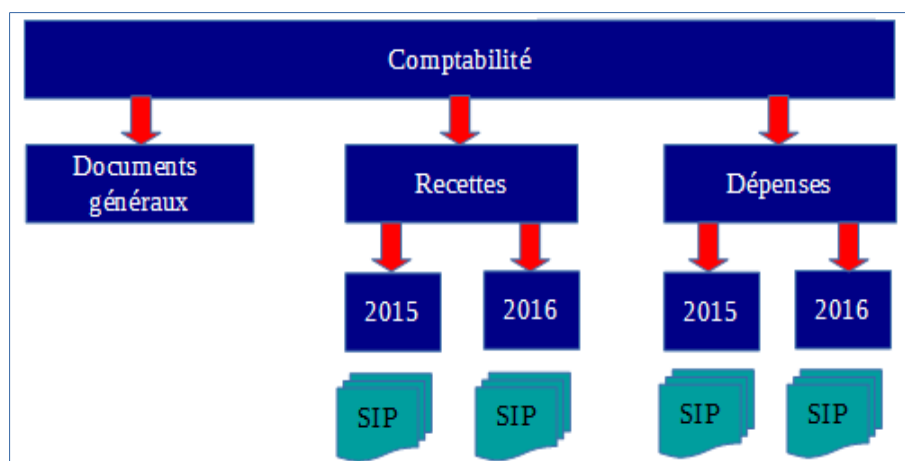 Comptabilité
Documents
généraux
Recettes
Dépenses
2015
2016
2015
2016
SIP
SIP
SIP
SIP